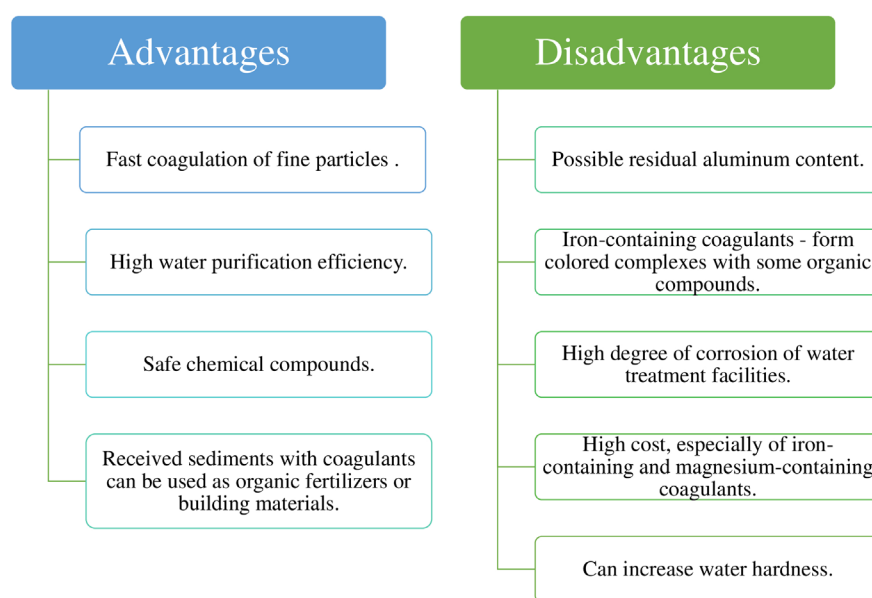 Advantages
Fast coagulation of fine particles .
High water purification efficiency.
Safe chemical compounds.
Received sediments with coagulants
can be used as organic fertilizers or
building materials.
Disadvantages
Possible residual aluminum content.
Iron-containing coagulants - form
colored complexes with some organic
compounds.
High degree of corrosion of water
treatment facilities.
High cost, especially of iron-
containing and magnesium-containing
coagulants.
Can increase water hardness.